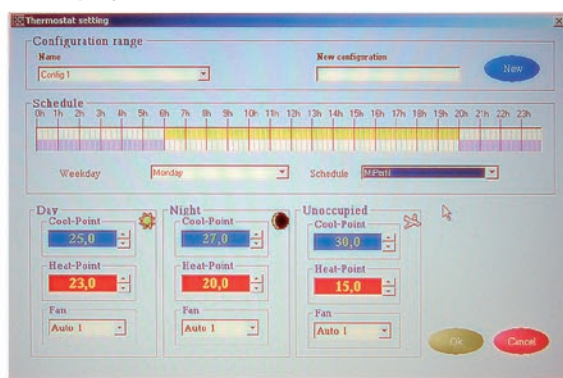 Thermostat setting
Configuration range
Name
New configuration
Config 1
New
Schedule
0h 1h 2h 3h 4h 5h 6h 7h 8h 9h 10h 11h 12h 13h 14h 15h 16h 17h 18h 19h 20h 21h 22h 23h
Weekday
Monday
Schedule
Day
Night
Unoccupied
Cool-Point
Cool-Point
Cool-Point
25,0
27,0
30,0
Heat-Point
Heat-Point
Heat-Point
23,0
20,0
15,0
Fan
Fan
Fan
Auto 1
Auto 1
Auto 1
Ok
Cancel